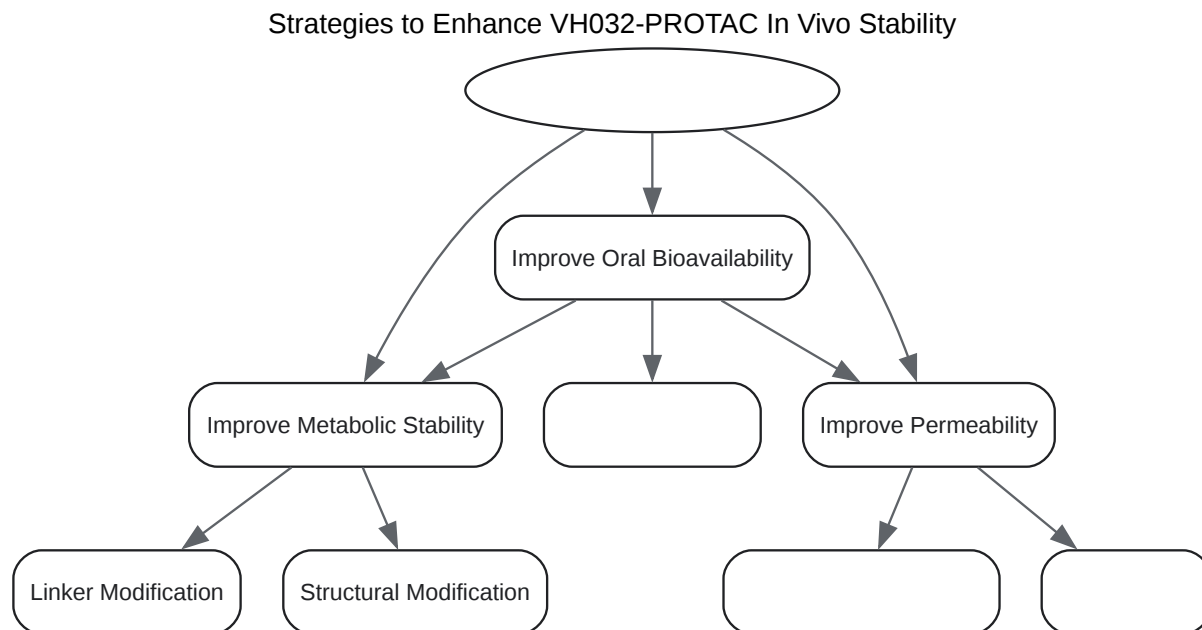 Strategies to Enhance VH032-PROTAC In Vivo Stability
Improve Oral Bioavailability
Improve Metabolic Stability
Improve Permeability
Linker Modification
Structural Modification